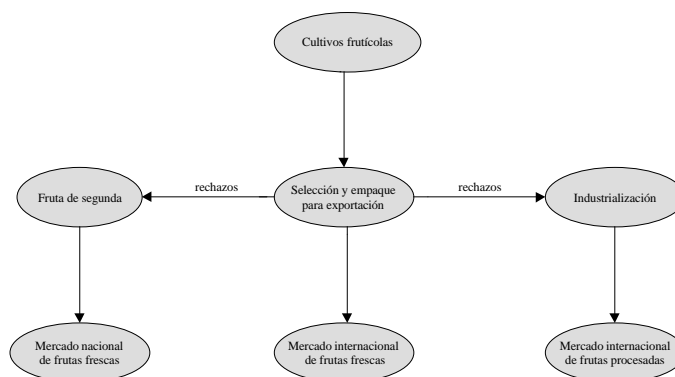 Cultivos frutícolas
rechazos
rechazos
Fruta de segunda
Selección y empaque
para exportación
Industrialización
Mercado nacional
de frutas frescas
Mercado internacional
de frutas frescas
Mercado internacional
de frutas procesadas